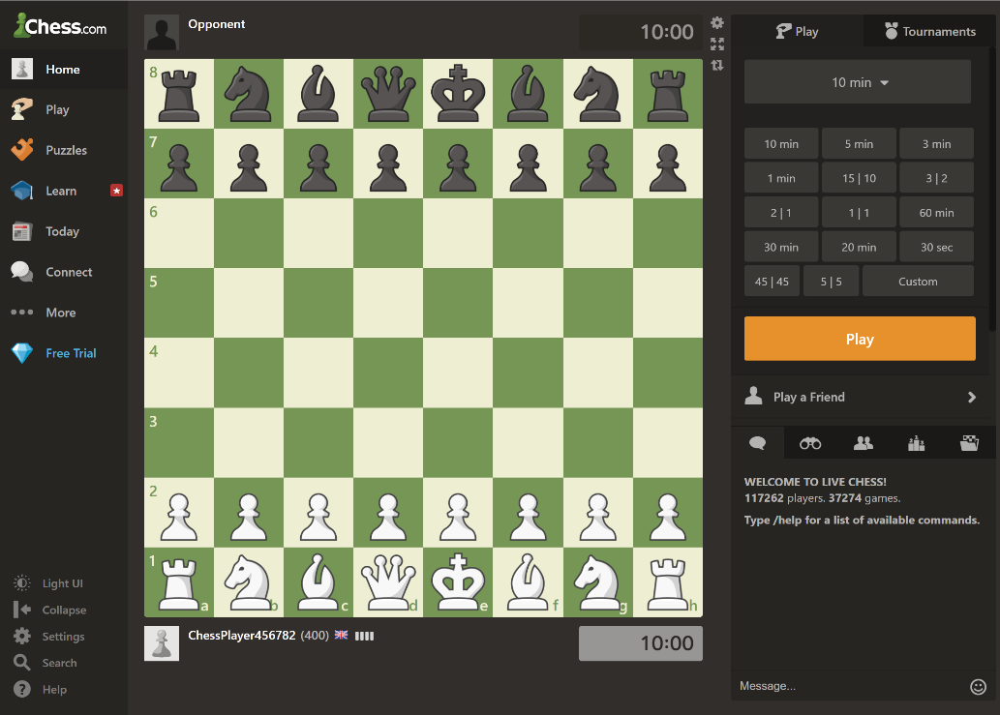 Chess.com
Home
Play
Puzzles
Learn
Today
Connect
More
Free Trial
Light UI
Collapse
Settings
Search
Help
Opponent
10:00
8
7
6
5
4
3
2
1
a b c d e f g h
ChessPlayer456782 (400)
10:00
Play Tournaments
10 min
10 min 5 min 3 min
1 min 15 | 10 3 | 2
2 | 1 1 | 1 60 min
30 min 20 min 30 sec
45 | 45 5 | 5 Custom
Play
Play a Friend
WELCOME TO LIVE CHESS!
117262 players. 37274 games.
Type /help for a list of available commands.
Message...